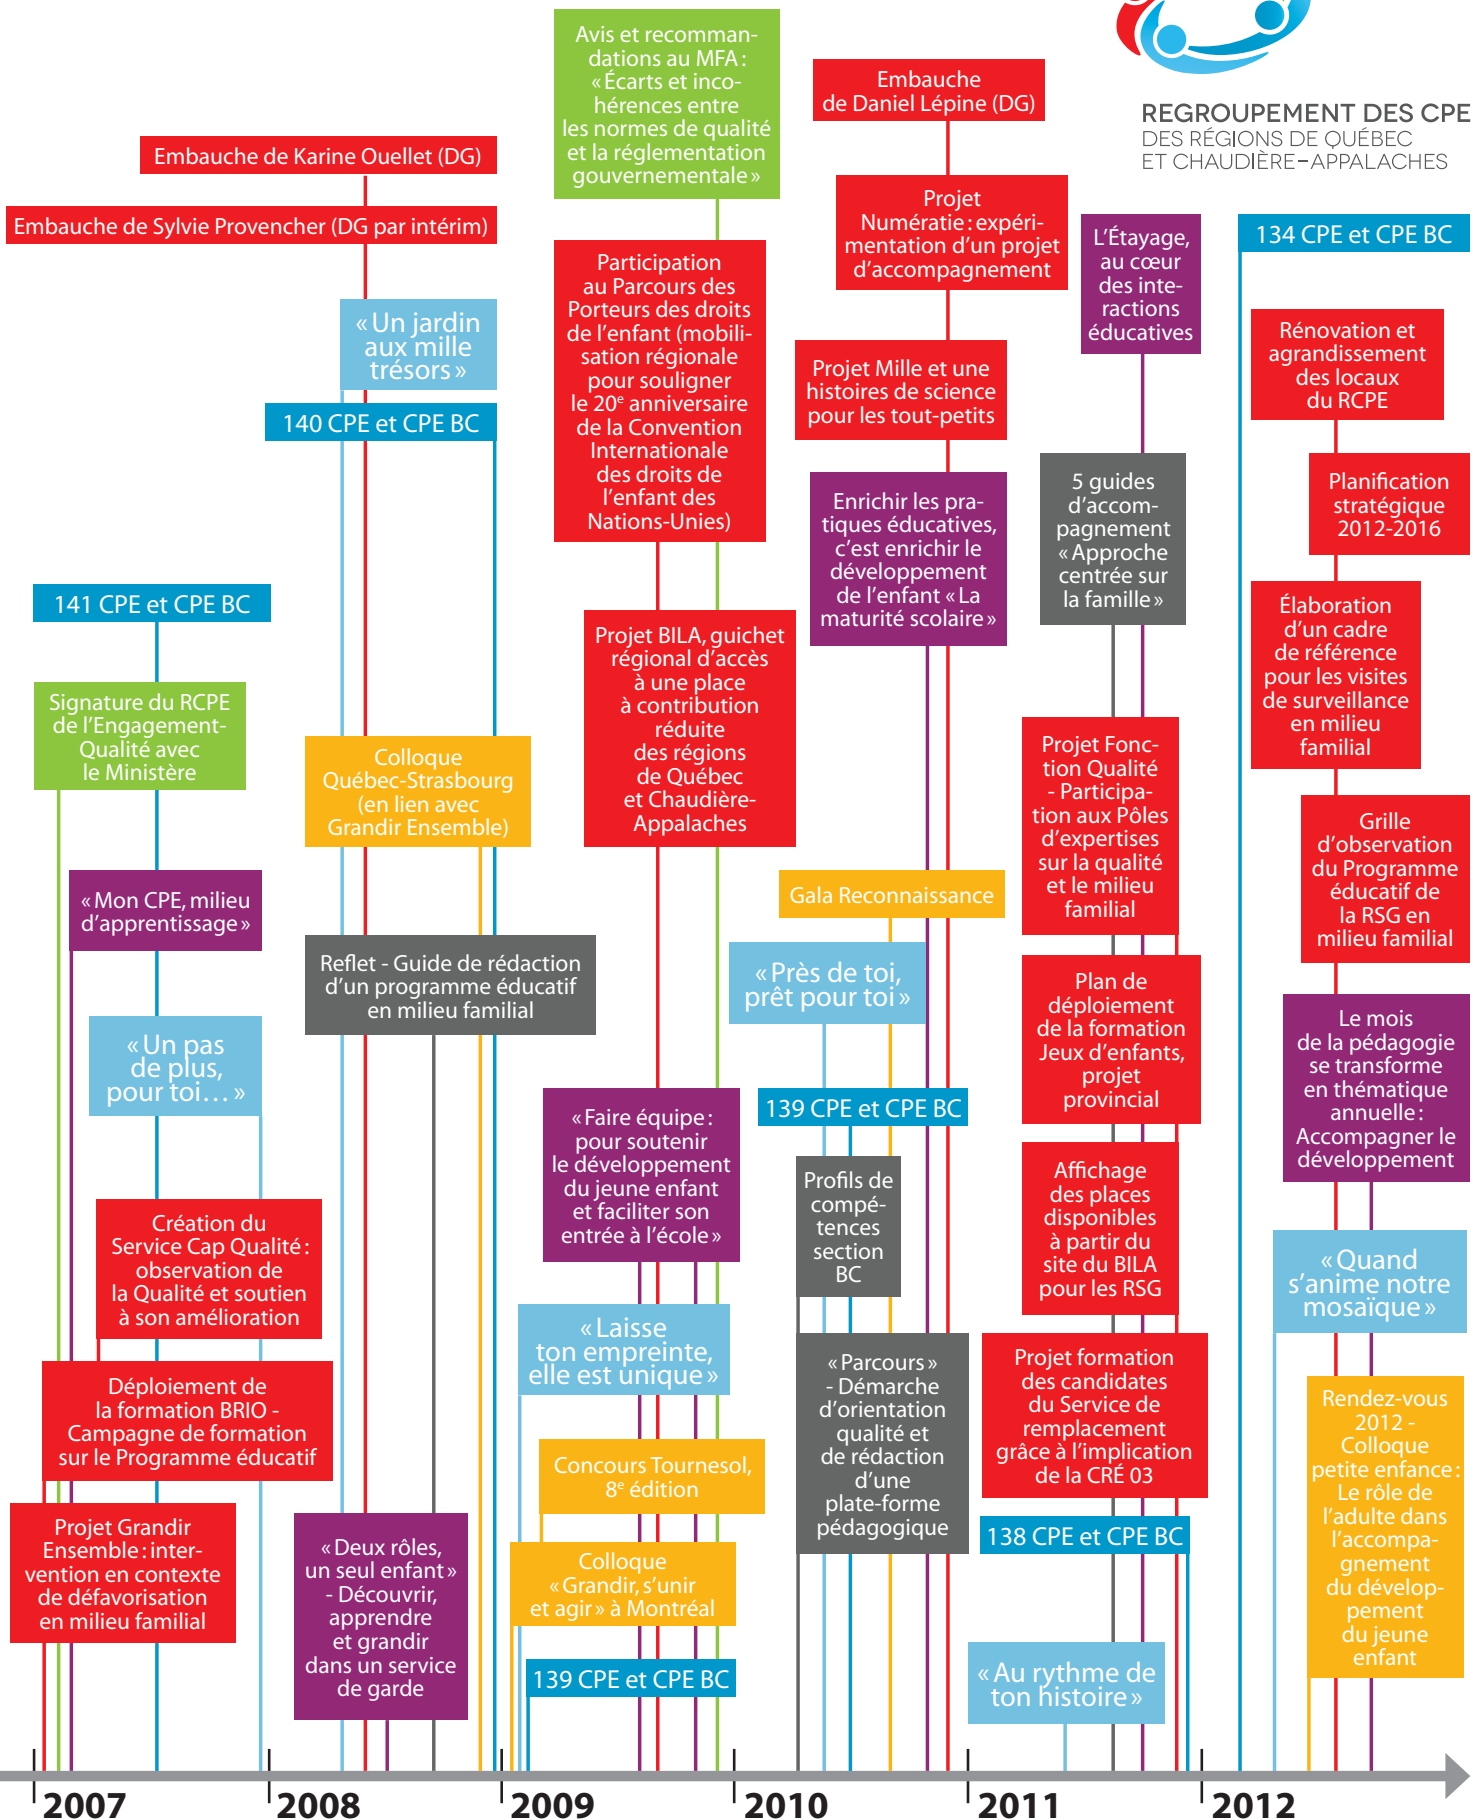 REGROUPEMENT DES CPE
DES RÉGIONS DE QUÉBEC
ET CHAUDIÈRE-APPALACHES
Embauche de Karine Ouellet (DG)
Embauche de Sylvie Provencher (DG par intérim)
« Un jardin
aux mille
trésors »
140 CPE et CPE BC
141 CPE et CPE BC
Signature du RCPE
de l’Engagement-
Qualité avec
le Ministère
« Mon CPE, milieu
d’apprentissage »
« Un pas
de plus,
pour toi… »
Création du
Service Cap Qualité :
observation de
la Qualité et soutien
à son amélioration
Déploiement de
la formation BRIO -
Campagne de formation
sur le Programme éducatif
Projet Grandir
Ensemble : inter-
vention en contexte
de défavorisation
en milieu familial
Colloque
Québec-Strasbourg
(en lien avec
Grandir Ensemble)
Reflet - Guide de rédaction
d’un programme éducatif
en milieu familial
« Deux rôles,
un seul enfant »
- Découvrir,
apprendre
et grandir
dans un service
de garde
Avis et recomman-
dations au MFA :
« Écarts et inco-
hérences entre
les normes de qualité
et la réglementation
gouvernementale »
Participation
au Parcours des
Porteurs des droits
de l’enfant (mobili-
sation régionale
pour souligner
le 20e anniversaire
de la Convention
Internationale
des droits de
l’enfant des
Nations-Unies)
Projet BILA, guichet
régional d’accès
à une place
à contribution
réduite
des régions
de Québec
et Chaudière-
Appalaches
« Faire équipe :
pour soutenir
le développement
du jeune enfant
et faciliter son
entrée à l’école »
« Laisse
ton empreinte,
elle est unique »
Concours Tournesol,
8e édition
Colloque
« Grandir, s’unir
et agir » à Montréal
139 CPE et CPE BC
Embauche
de Daniel Lépine (DG)
Projet
Numératie : expéri-
mentation d’un projet
d’accompagnement
Projet Mille et une
histoires de science
pour les tout-petits
Enrichir les pra-
tiques éducatives,
c’est enrichir le
développement
de l’enfant « La
maturité scolaire »
Gala Reconnaissance
« Près de toi,
prêt pour toi »
139 CPE et CPE BC
Profils de
compé-
tences
section
BC
« Parcours »
- Démarche
d’orientation
qualité et
de rédaction
d’une
plate-forme
pédagogique
L’Étayage,
au cœur
des inte-
ractions
éducatives
5 guides
d’accom-
pagnement
« Approche
centrée sur
la famille »
Projet Fonc-
tion Qualité
- Participa-
tion aux Pôles
d’expertises
sur la qualité
et le milieu
familial
Plan de
déploiement
de la formation
Jeux d’enfants,
projet
provincial
Affichage
des places
disponibles
à partir du
site du BILA
pour les RSG
Projet formation
des candidates
du Service de
remplacement
grâce à l’implication
de la CRÉ 03
138 CPE et CPE BC
« Au rythme de
ton histoire »
134 CPE et CPE BC
Rénovation et
agrandissement
des locaux
du RCPE
Planification
stratégique
2012-2016
Élaboration
d’un cadre
de référence
pour les visites
de surveillance
en milieu
familial
Grille
d’observation
du Programme
éducatif de
la RSG en
milieu familial
Le mois
de la pédagogie
se transforme
en thématique
annuelle :
Accompagner le
développement
« Quand
s’anime notre
mosaïque »
Rendez-vous
2012 -
Colloque
petite enfance :
Le rôle de
l’adulte dans
l’accompa-
gnement
du dévelop-
pement
du jeune
enfant
2007
2008
2009
2010
2011
2012